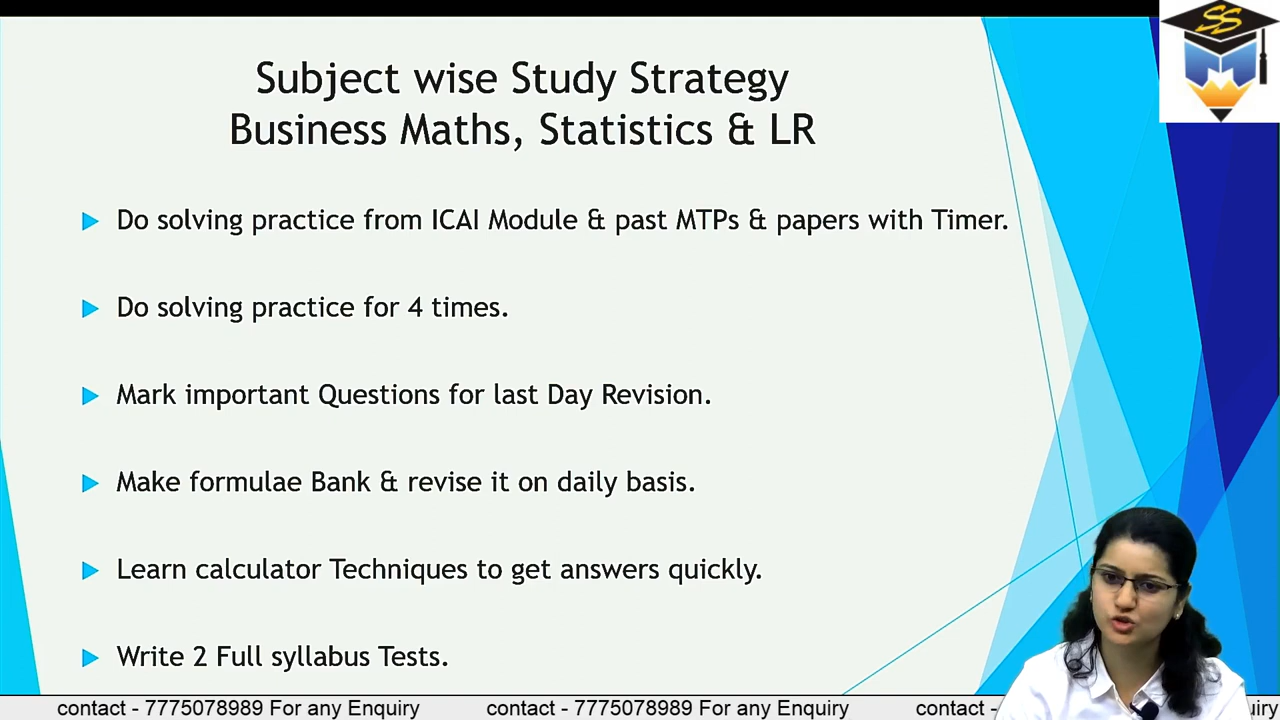 SS
Subject wise Study Strategy
Business Maths, Statistics & LR
Do solving practice from ICAI Module & past MTPs & papers with Timer.
Do solving practice for 4 times.
Mark important Questions for last Day Revision.
Make formulae Bank & revise it on daily basis.
Learn calculator Techniques to get answers quickly.
Write 2 Full syllabus Tests.
contact - 7775078989 For any Enquiry contact - 7775078989 For any Enquiry contact - uiry